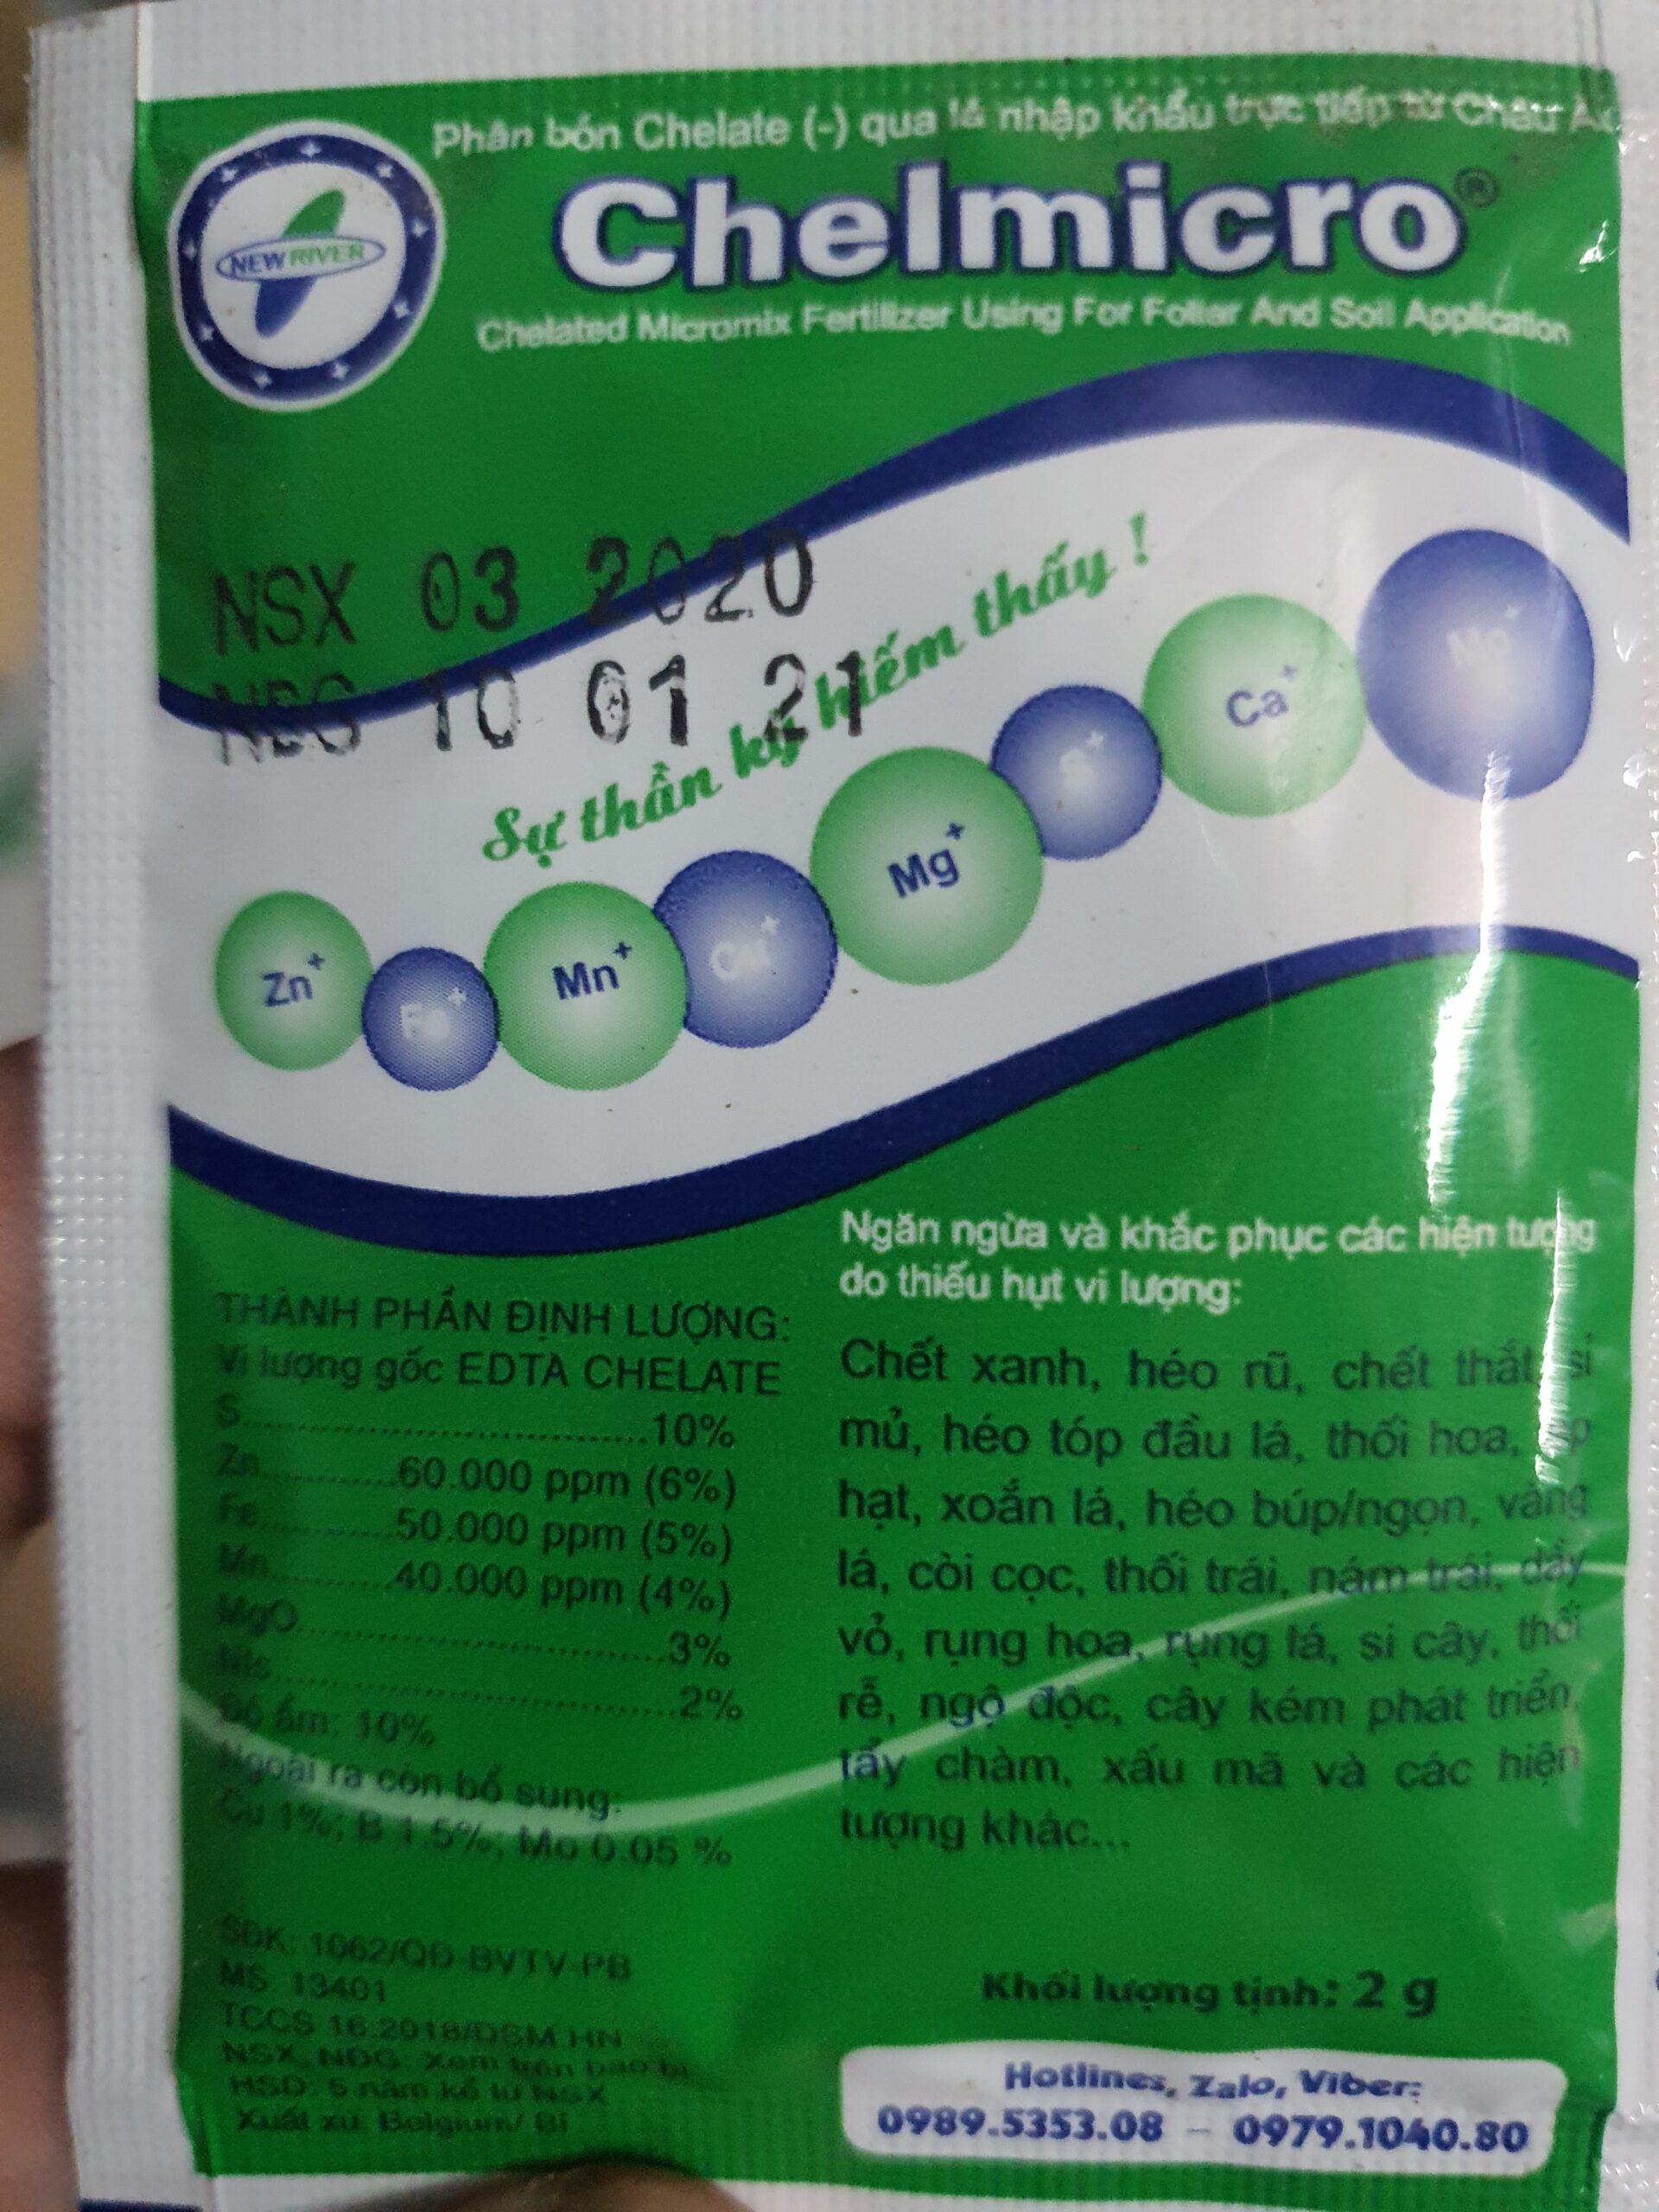 Phân bón Chelate (-) qua lá nhập khẩu trực tiếp từ Châu Âu
NEW RIVER
Chelmicro®
Chelated Micromix Fertilizer Using For Foliar And Soil Application
NSX 03 2020
NĐG 10 01 21
Sự thần kỳ hiếm thấy !
Zn+
Fe+
Mn+
Cu+
Mg+
S+
Ca+
Mo+
THÀNH PHẦN ĐỊNH LƯỢNG:
Vi lượng gốc EDTA CHELATE
S..................................10%
Zn............60.000 ppm (6%)
Fe............50.000 ppm (5%)
Mn...........40.000 ppm (4%)
MgO...............................3%
Nts..................................2%
Độ ẩm: 10%
Ngoài ra còn bổ sung:
Cu 1%; B 1.5%; Mo 0.05 %
SĐK: 1062/QĐ-BVTV-PB
MS: 13401
TCCS 16:2018/DSM HN
NSX, NĐG: Xem trên bao bì
HSD: 5 năm kể từ NSX
Xuất xứ: Belgium/ Bỉ
Ngăn ngừa và khắc phục các hiện tượng
do thiếu hụt vi lượng:
Chết xanh, héo rũ, chết thắt, sì
mủ, héo tóp đầu lá, thối hoa,
hạt, xoắn lá, héo búp/ngọn, vàng
lá, còi cọc, thối trái, nám trái, dầy
vỏ, rụng hoa, rụng lá, sì cây, thối
rễ, ngộ độc, cây kém phát triển,
tẩy chàm, xấu mã và các hiện
tượng khác...
Khối lượng tịnh: 2 g
Hotlines, Zalo, Viber:
0989.5353.08 - 0979.1040.80